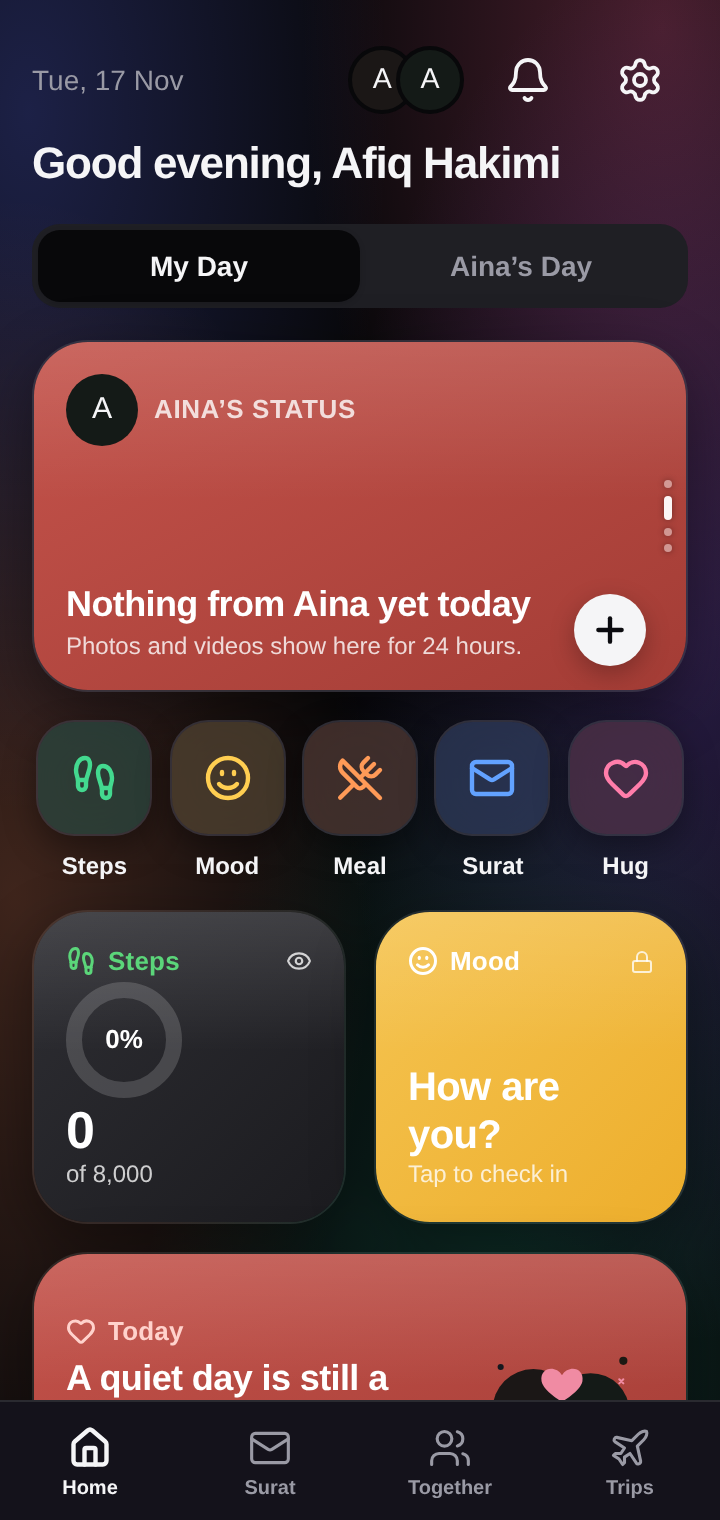 Tue, 17 Nov
A A
Good evening, Afiq Hakimi
My Day
Aina’s Day
A
AINA’S STATUS
Nothing from Aina yet today
Photos and videos show here for 24 hours.
Steps
Mood
Meal
Surat
Hug
Steps
0%
0
of 8,000
Mood
How are
you?
Tap to check in
Today
A quiet day is still a
Home
Surat
Together
Trips